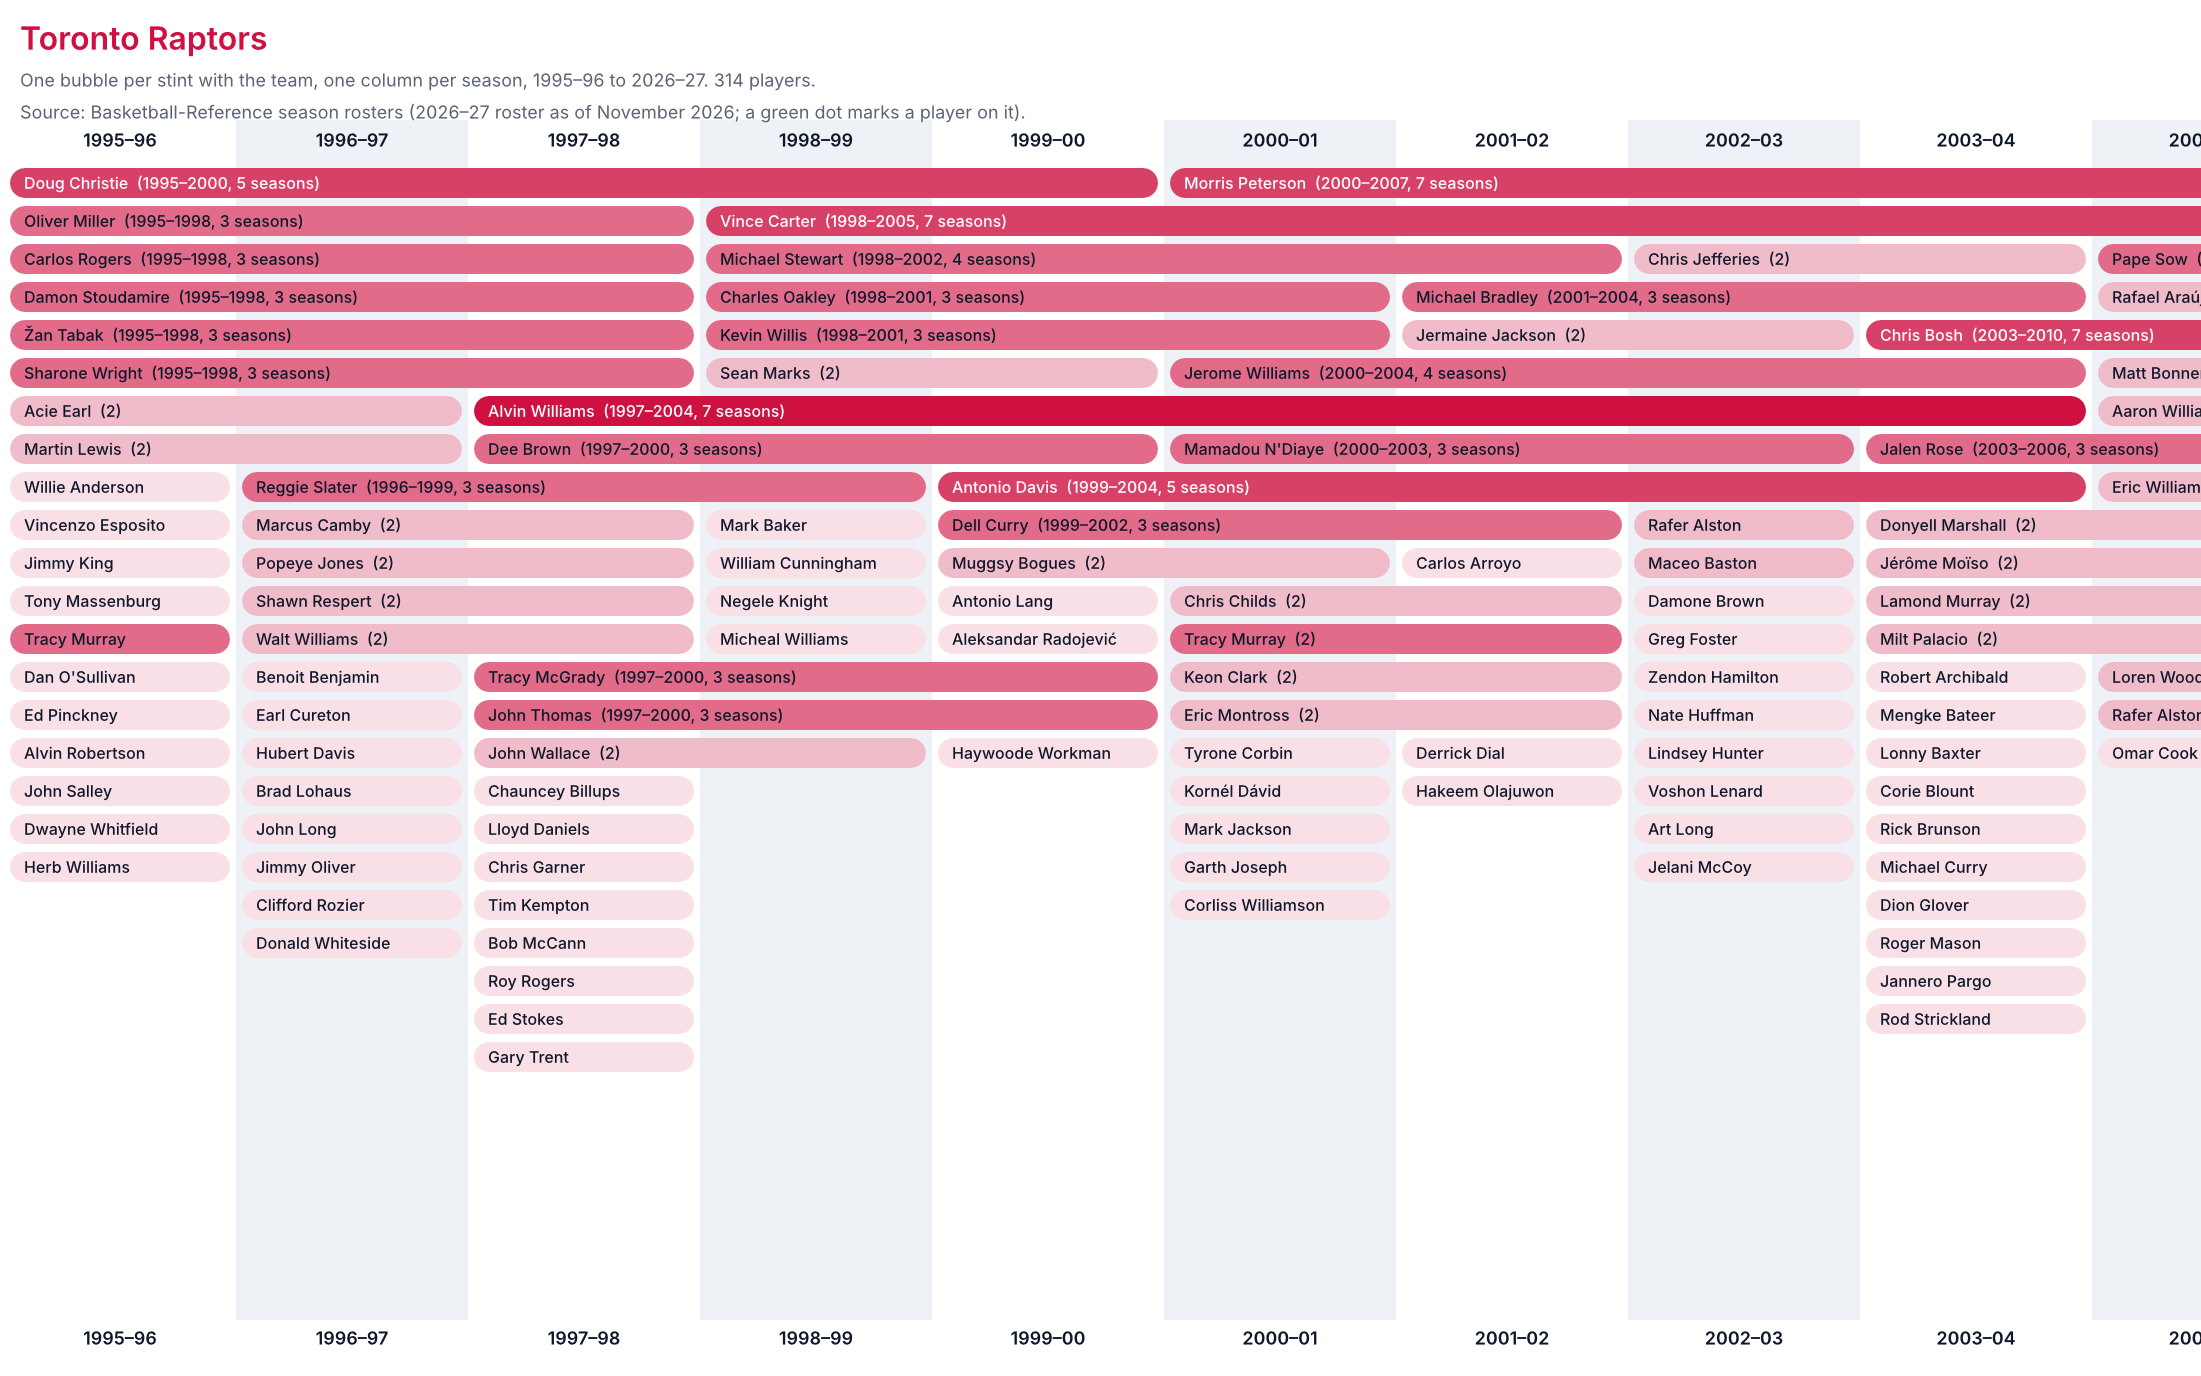 Toronto Raptors
One bubble per stint with the team, one column per season, 1995–96 to 2026–27. 314 players.
Source: Basketball-Reference season rosters (2026–27 roster as of November 2026; a green dot marks a player on it).
1995–96 1996–97 1997–98 1998–99 1999–00 2000–01 2001–02 2002–03 2003–04 200
Doug Christie (1995–2000, 5 seasons) Morris Peterson (2000–2007, 7 seasons)
Oliver Miller (1995–1998, 3 seasons) Vince Carter (1998–2005, 7 seasons)
Carlos Rogers (1995–1998, 3 seasons) Michael Stewart (1998–2002, 4 seasons) Chris Jefferies (2) Pape Sow (
Damon Stoudamire (1995–1998, 3 seasons) Charles Oakley (1998–2001, 3 seasons) Michael Bradley (2001–2004, 3 seasons) Rafael Araú
Žan Tabak (1995–1998, 3 seasons) Kevin Willis (1998–2001, 3 seasons) Jermaine Jackson (2) Chris Bosh (2003–2010, 7 seasons)
Sharone Wright (1995–1998, 3 seasons) Sean Marks (2) Jerome Williams (2000–2004, 4 seasons) Matt Bonne
Acie Earl (2) Alvin Williams (1997–2004, 7 seasons) Aaron Willia
Martin Lewis (2) Dee Brown (1997–2000, 3 seasons) Mamadou N'Diaye (2000–2003, 3 seasons) Jalen Rose (2003–2006, 3 seasons)
Willie Anderson Reggie Slater (1996–1999, 3 seasons) Antonio Davis (1999–2004, 5 seasons) Eric William
Vincenzo Esposito Marcus Camby (2) Mark Baker Dell Curry (1999–2002, 3 seasons) Rafer Alston Donyell Marshall (2)
Jimmy King Popeye Jones (2) William Cunningham Muggsy Bogues (2) Carlos Arroyo Maceo Baston Jérôme Moïso (2)
Tony Massenburg Shawn Respert (2) Negele Knight Antonio Lang Chris Childs (2) Damone Brown Lamond Murray (2)
Tracy Murray Walt Williams (2) Micheal Williams Aleksandar Radojević Tracy Murray (2) Greg Foster Milt Palacio (2)
Dan O'Sullivan Benoit Benjamin Tracy McGrady (1997–2000, 3 seasons) Keon Clark (2) Zendon Hamilton Robert Archibald Loren Wood
Ed Pinckney Earl Cureton John Thomas (1997–2000, 3 seasons) Eric Montross (2) Nate Huffman Mengke Bateer Rafer Alston
Alvin Robertson Hubert Davis John Wallace (2) Haywoode Workman Tyrone Corbin Derrick Dial Lindsey Hunter Lonny Baxter Omar Cook
John Salley Brad Lohaus Chauncey Billups Kornél Dávid Hakeem Olajuwon Voshon Lenard Corie Blount
Dwayne Whitfield John Long Lloyd Daniels Mark Jackson Art Long Rick Brunson
Herb Williams Jimmy Oliver Chris Garner Garth Joseph Jelani McCoy Michael Curry
Clifford Rozier Tim Kempton Corliss Williamson Dion Glover
Donald Whiteside Bob McCann Roger Mason
Roy Rogers Jannero Pargo
Ed Stokes Rod Strickland
Gary Trent
1995–96 1996–97 1997–98 1998–99 1999–00 2000–01 2001–02 2002–03 2003–04 200